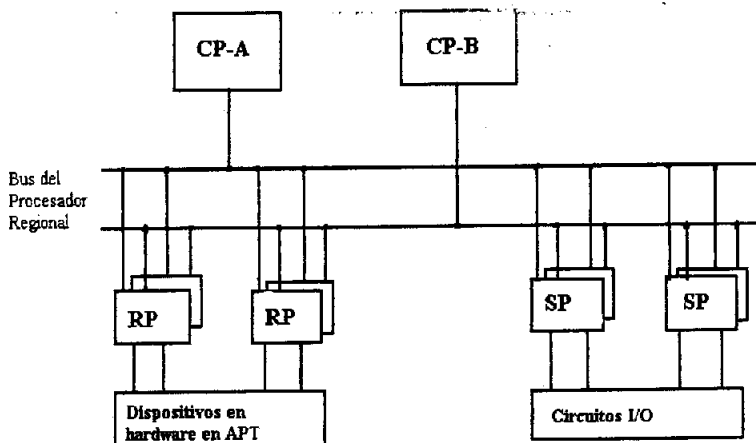 CP-A
CP-B
Bus del
Procesador
Regional
RP
RP
SP
SP
Dispositivos en
hardware en APT
Circuitos I/O